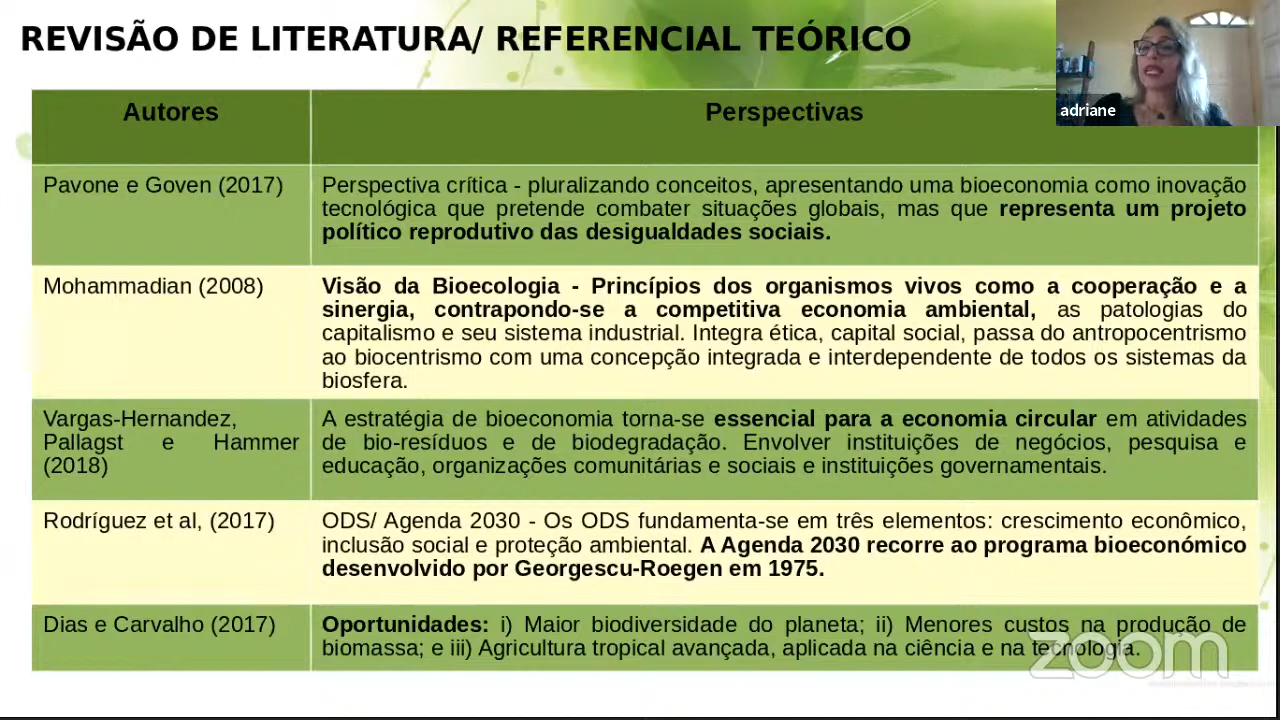 REVISÃO DE LITERATURA/ REFERENCIAL TEÓRICO
adriane
Autores
Perspectivas
Pavone e Goven (2017)
Perspectiva crítica - pluralizando conceitos, apresentando uma bioeconomia como inovação
tecnológica que pretende combater situações globais, mas que representa um projeto
político reprodutivo das desigualdades sociais.
Mohammadian (2008)
Visão da Bioecologia - Princípios dos organismos vivos como a cooperação e a
sinergia, contrapondo-se a competitiva economia ambiental, as patologias do
capitalismo e seu sistema industrial. Integra ética, capital social, passa do antropocentrismo
ao biocentrismo com uma concepção integrada e interdependente de todos os sistemas da
biosfera.
Vargas-Hernandez,
Pallagst e Hammer
(2018)
A estratégia de bioeconomia torna-se essencial para a economia circular em atividades
de bio-resíduos e de biodegradação. Envolver instituições de negócios, pesquisa e
educação, organizações comunitárias e sociais e instituições governamentais.
Rodríguez et al, (2017)
ODS/ Agenda 2030 - Os ODS fundamenta-se em três elementos: crescimento econômico,
inclusão social e proteção ambiental. A Agenda 2030 recorre ao programa bioeconómico
desenvolvido por Georgescu-Roegen em 1975.
Dias e Carvalho (2017)
Oportunidades: i) Maior biodiversidade do planeta; ii) Menores custos na produção de
biomassa; e iii) Agricultura tropical avançada, aplicada na ciência e na tecnologia.
zoom